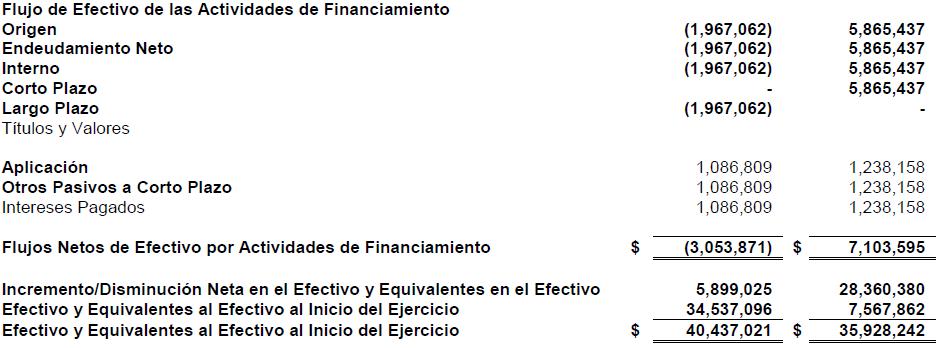 Flujo de Efectivo de las Actividades de Financiamiento
Origen (1,967,062) 5,865,437
Endeudamiento Neto (1,967,062) 5,865,437
Interno (1,967,062) 5,865,437
Corto Plazo - 5,865,437
Largo Plazo (1,967,062) -
Títulos y Valores
Aplicación 1,086,809 1,238,158
Otros Pasivos a Corto Plazo 1,086,809 1,238,158
Intereses Pagados 1,086,809 1,238,158
Flujos Netos de Efectivo por Actividades de Financiamiento $ (3,053,871) $ 7,103,595
Incremento/Disminución Neta en el Efectivo y Equivalentes en el Efectivo 5,899,025 28,360,380
Efectivo y Equivalentes al Efectivo al Inicio del Ejercicio 34,537,096 7,567,862
Efectivo y Equivalentes al Efectivo al Inicio del Ejercicio $ 40,437,021 $ 35,928,242